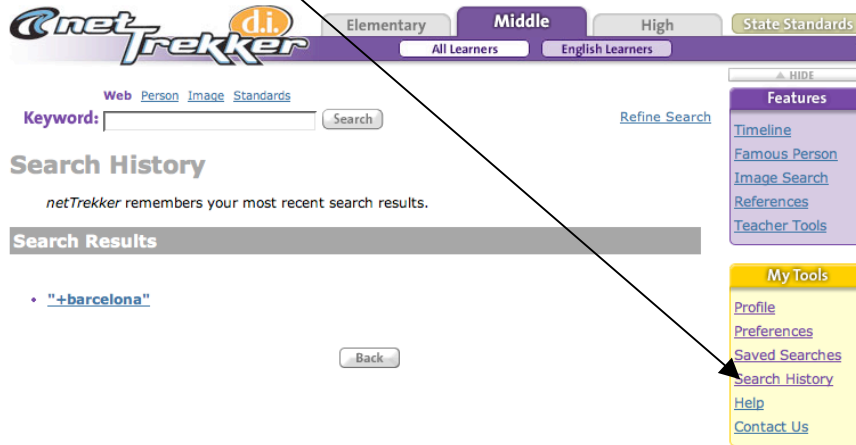 net Trekker d.i.
Elementary Middle High State Standards
All Learners English Learners
HIDE
Web Person Image Standards
Keyword: Search Refine Search
Search History
netTrekker remembers your most recent search results.
Search Results
"+barcelona"
Back
Features
Timeline
Famous Person
Image Search
References
Teacher Tools
My Tools
Profile
Preferences
Saved Searches
Search History
Help
Contact Us